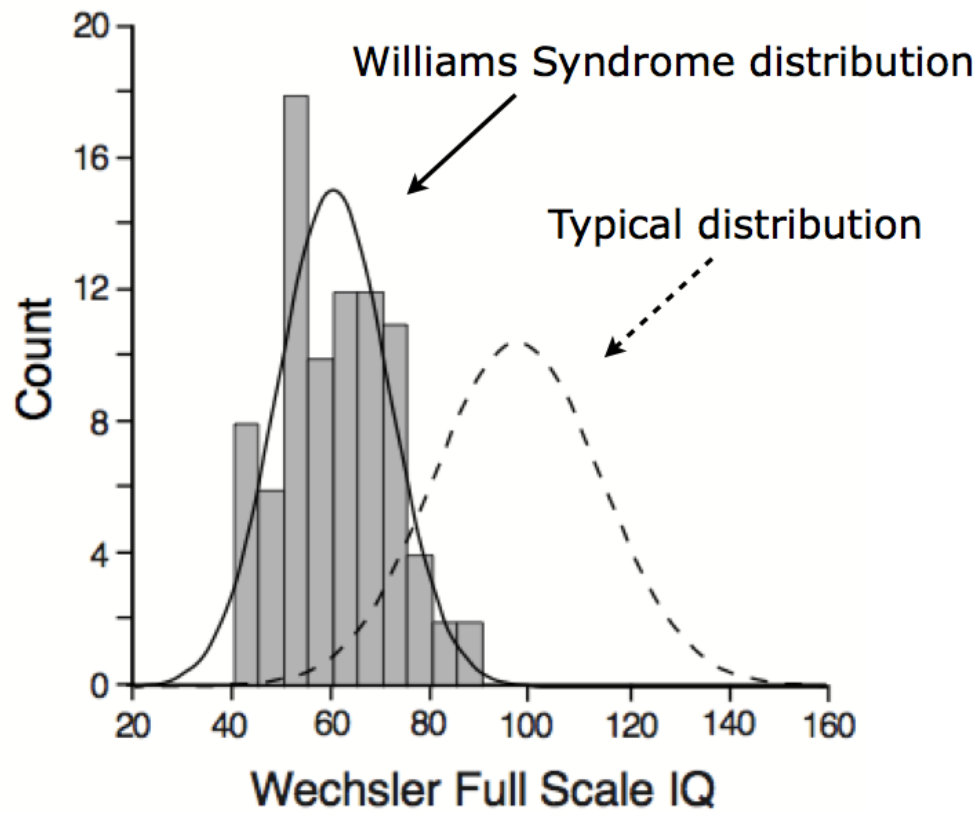 20
Williams Syndrome distribution
16
Typical distribution
12
Count
8
4
0
20 40 60 80 100 120 140 160
Wechsler Full Scale IQ